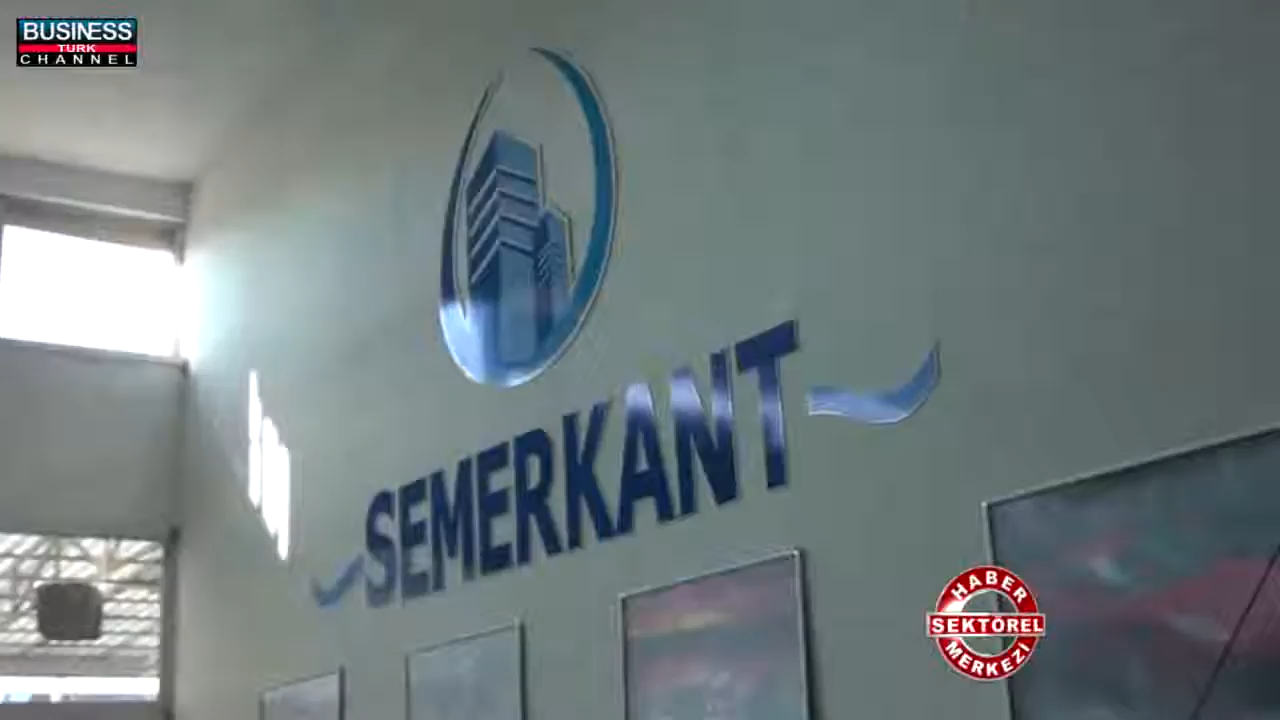 BUSINESS
TURK
CHANNEL
SEMERKANT
HABER
SEKTÖREL
MERKEZİ